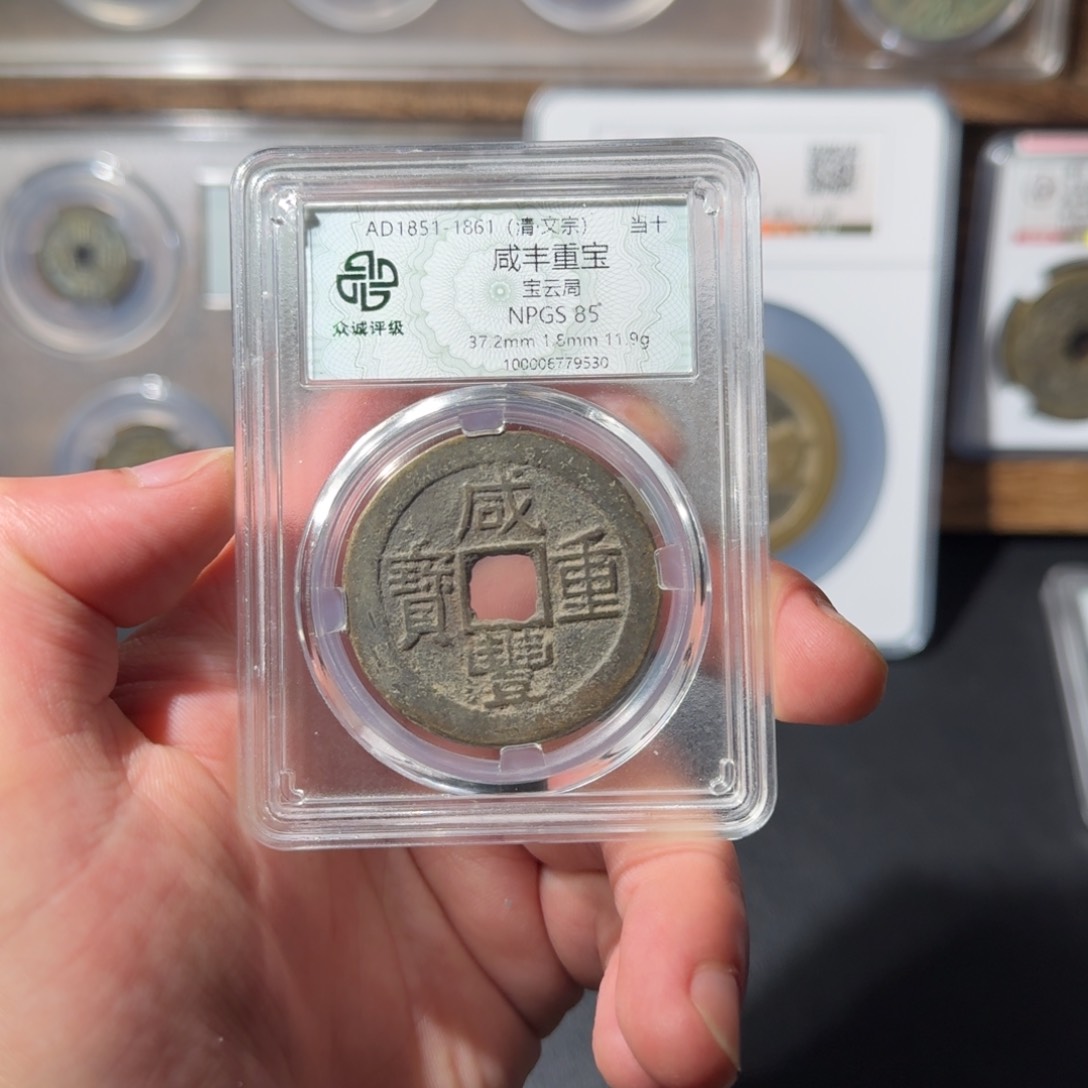 AD1851-1861（清·文宗） 当十
咸丰重宝
宝云局
NPGS 85
众诚评级
37.2mm 1.8mm 11.9g
100006779530
咸
寶 重
豐